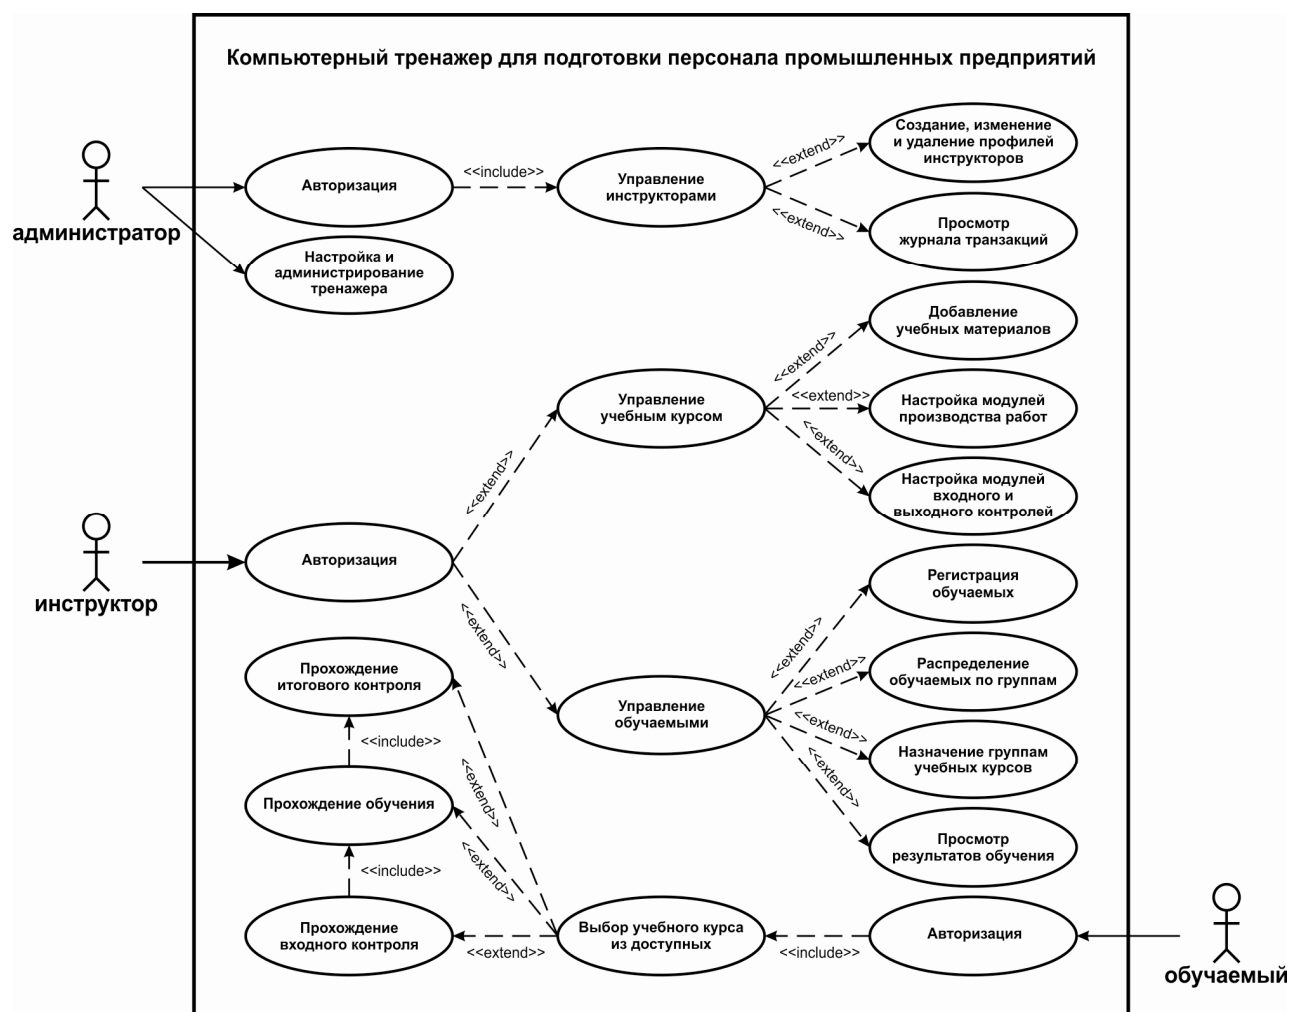 Компьютерный тренажер для подготовки персонала промышленных предприятий
администратор
Авторизация
<<include>>
Управление
инструкторами
<<extend>>
Создание, изменение
и удаление профилей
инструкторов
<<extend>>
Просмотр
журнала транзакций
Настройка и
администрирование
тренажера
Управление
учебным курсом
<<extend>>
Добавление
учебных материалов
<<extend>>
Настройка модулей
производства работ
<<extend>>
Настройка модулей
входного и
выходного контролей
инструктор
Авторизация
<<extend>>
<<extend>>
Управление
обучаемыми
<<extend>>
Регистрация
обучаемых
<<extend>>
Распределение
обучаемых по группам
<<extend>>
Назначение группам
учебных курсов
<<extend>>
Просмотр
результатов обучения
Прохождение
итогового контроля
<<include>>
<<extend>>
Прохождение обучения
<<extend>>
<<include>>
Прохождение
входного контроля
<<extend>>
Выбор учебного курса
из доступных
<<include>>
Авторизация
обучаемый